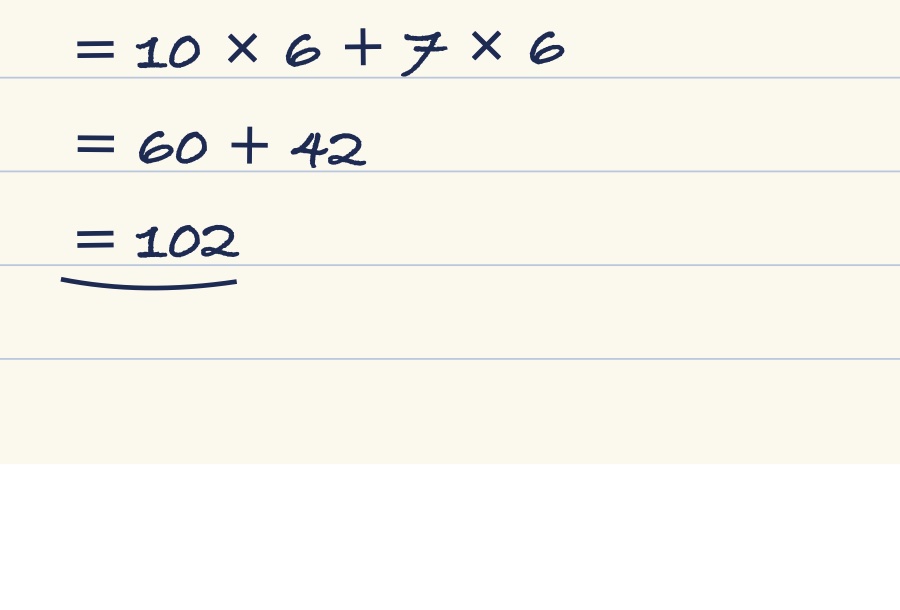 = 10 × 6 + 7 × 6
= 60 + 42
= 102